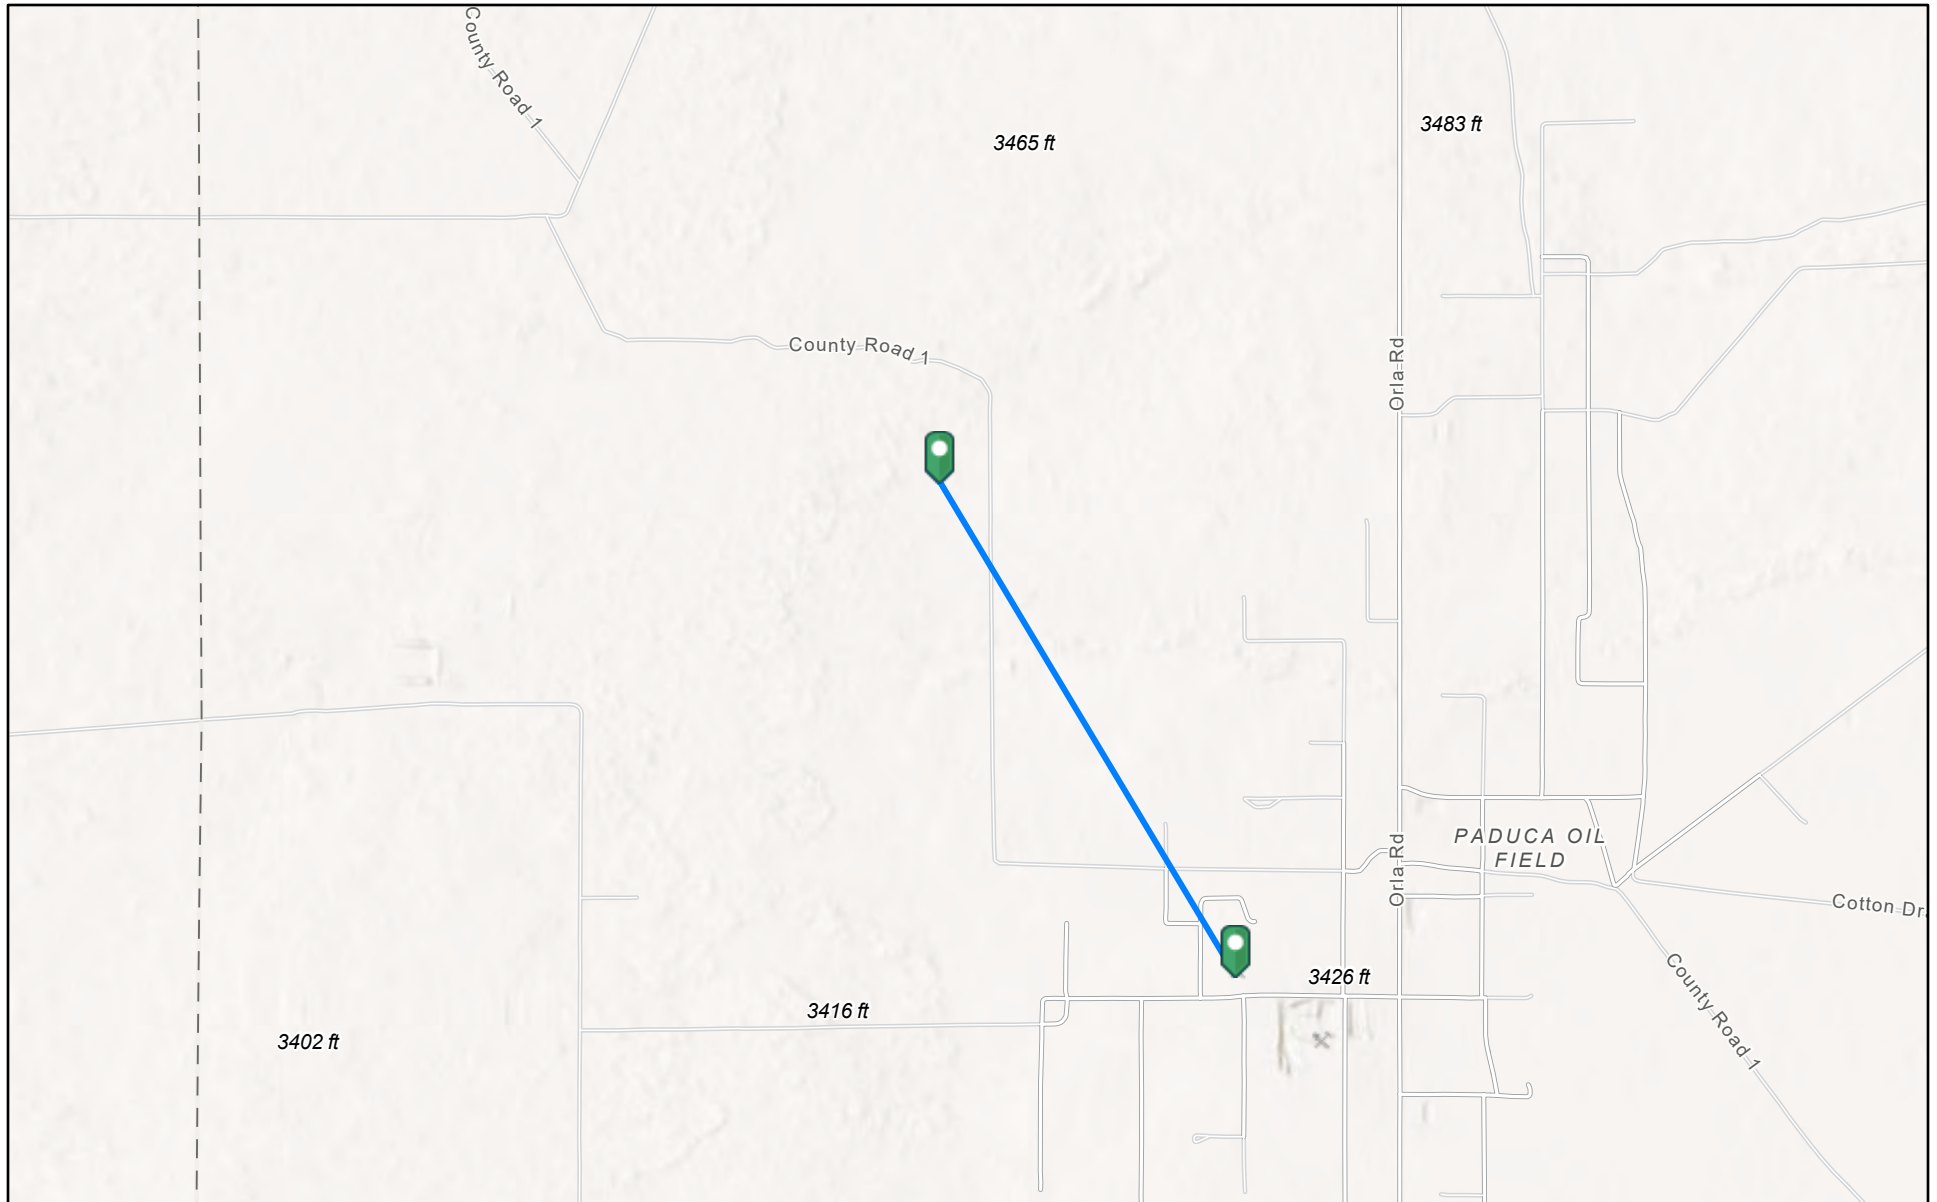 County Road 1
3465 ft
3483 ft
County Road 1
Orla Rd
PADUCA OIL
FIELD
Orla Rd
Cotton Dr
3426 ft
County Road 1
3416 ft
3402 ft